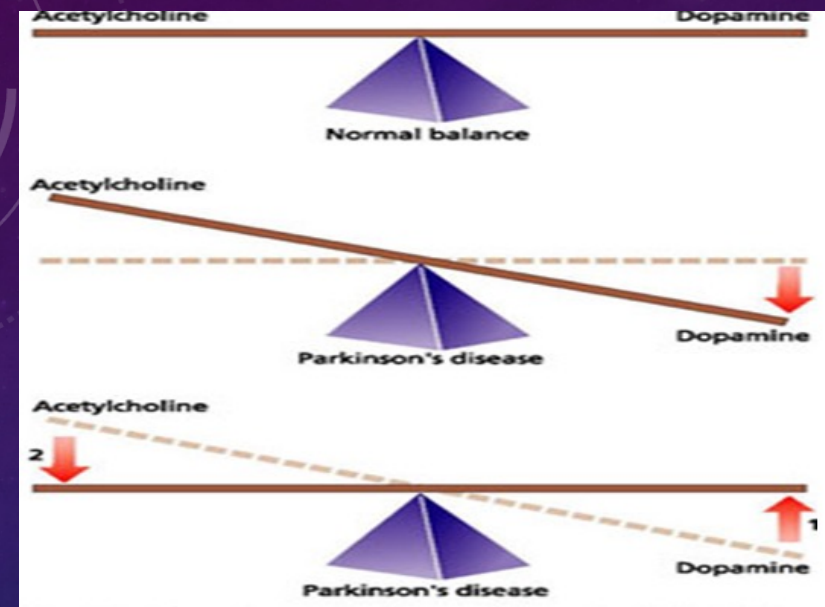 Acetylcholine Dopamine
Normal balance
Acetylcholine
Dopamine
Parkinson's disease
Acetylcholine
2
1
Dopamine
Parkinson's disease